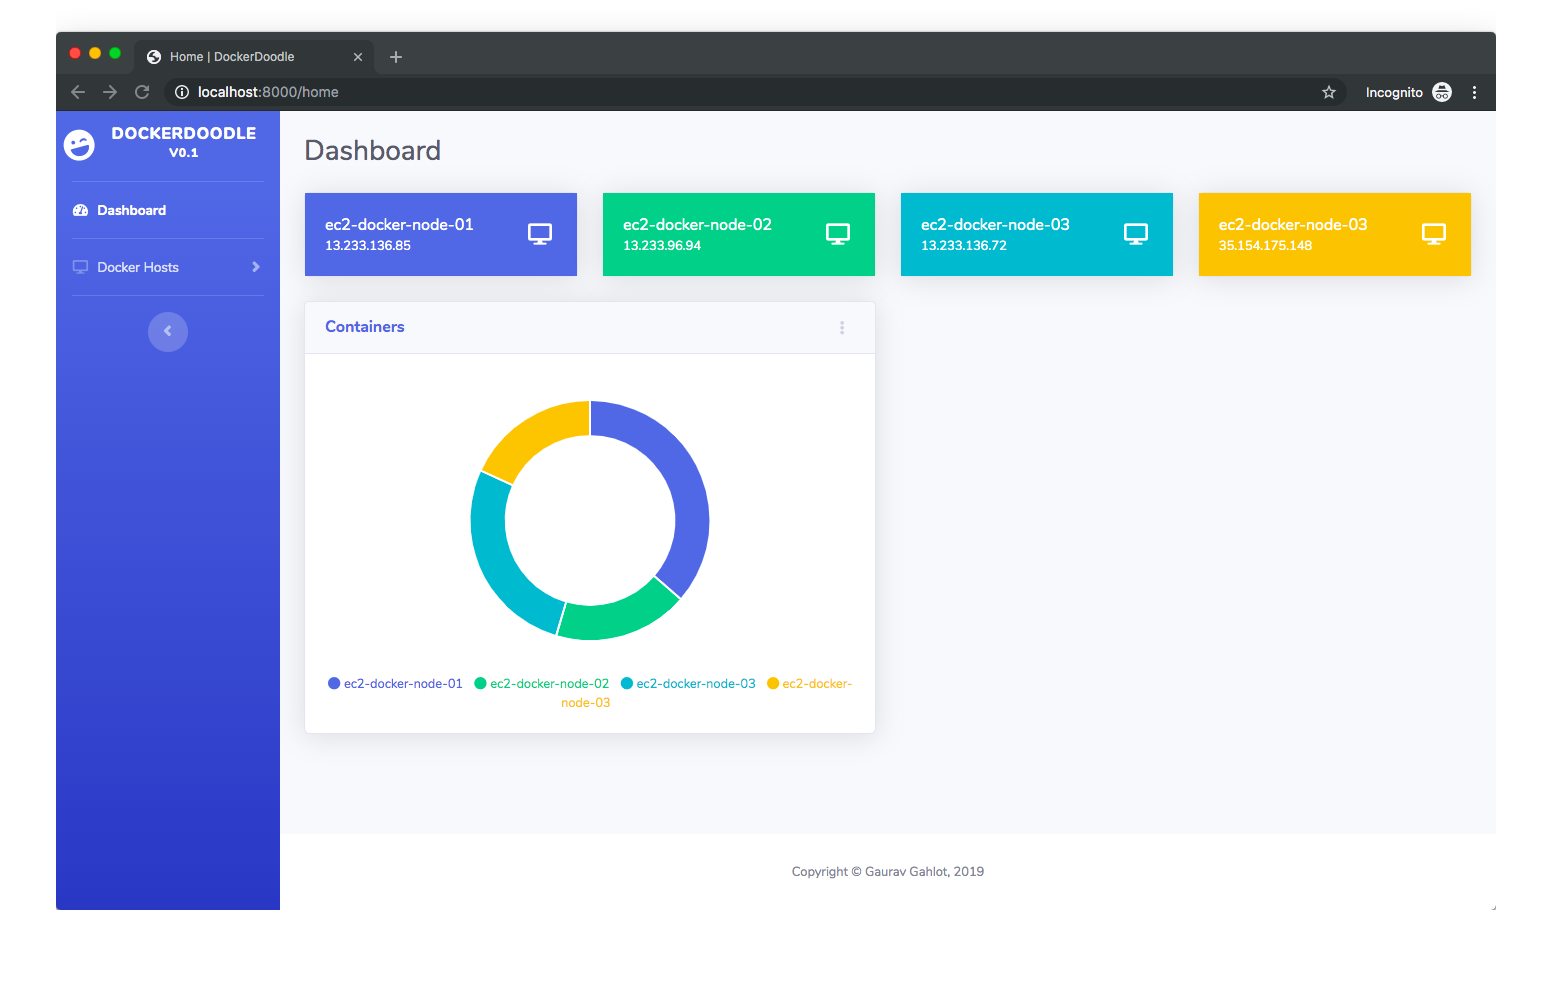 Home | DockerDoodle
localhost:8000/home
Incognito
DOCKERDOODLE
V0.1
Dashboard
Docker Hosts
Dashboard
ec2-docker-node-01
13.233.136.85
ec2-docker-node-02
13.233.96.94
ec2-docker-node-03
13.233.136.72
ec2-docker-node-03
35.154.175.148
Containers
ec2-docker-node-01 ec2-docker-node-02 ec2-docker-node-03 ec2-docker-
node-03
Copyright © Gaurav Gahlot, 2019